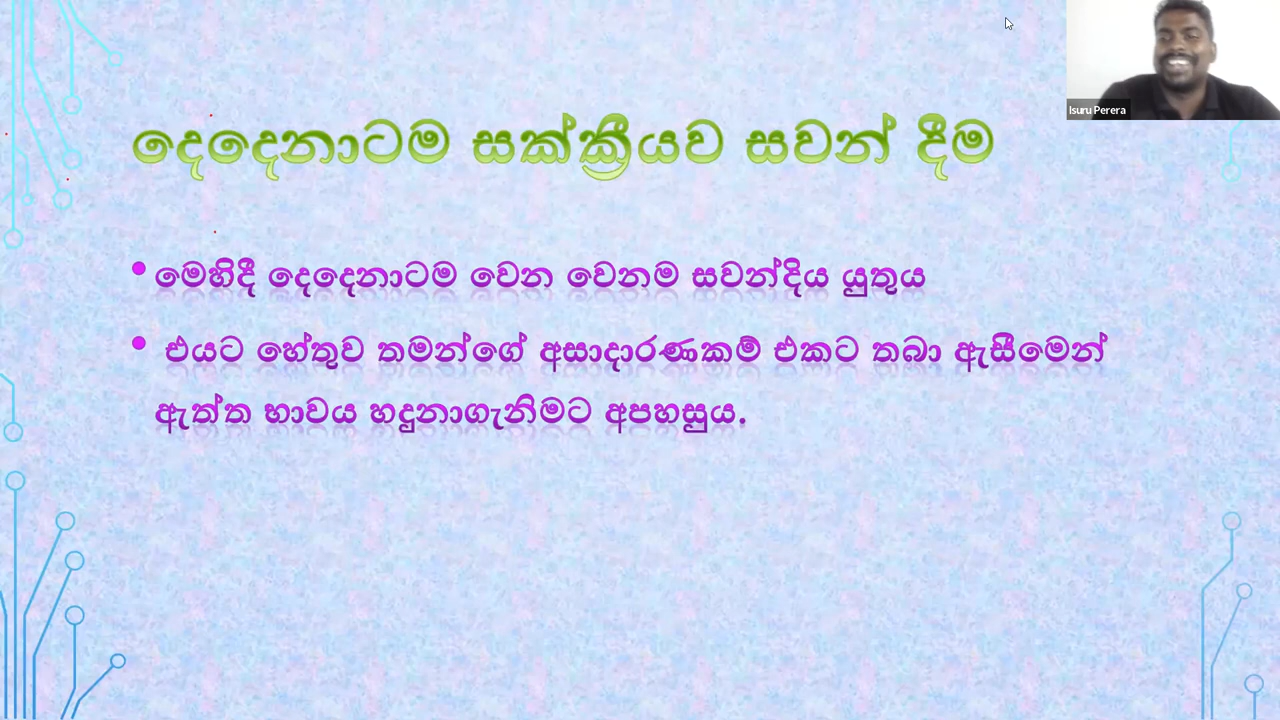 දෙදෙනාටම සක්ක්‍රීයව සවන් දීම
Isuru Perera
• මෙහිදී දෙදෙනාටම වෙන වෙනම සවන්දිය යුතුය
• එයට හේතුව තමන්ගේ අසාදාරණකම් එකට තබා ඇසීමෙන්
ඇත්ත භාවය හදුනාගැනිමට අපහසුය.